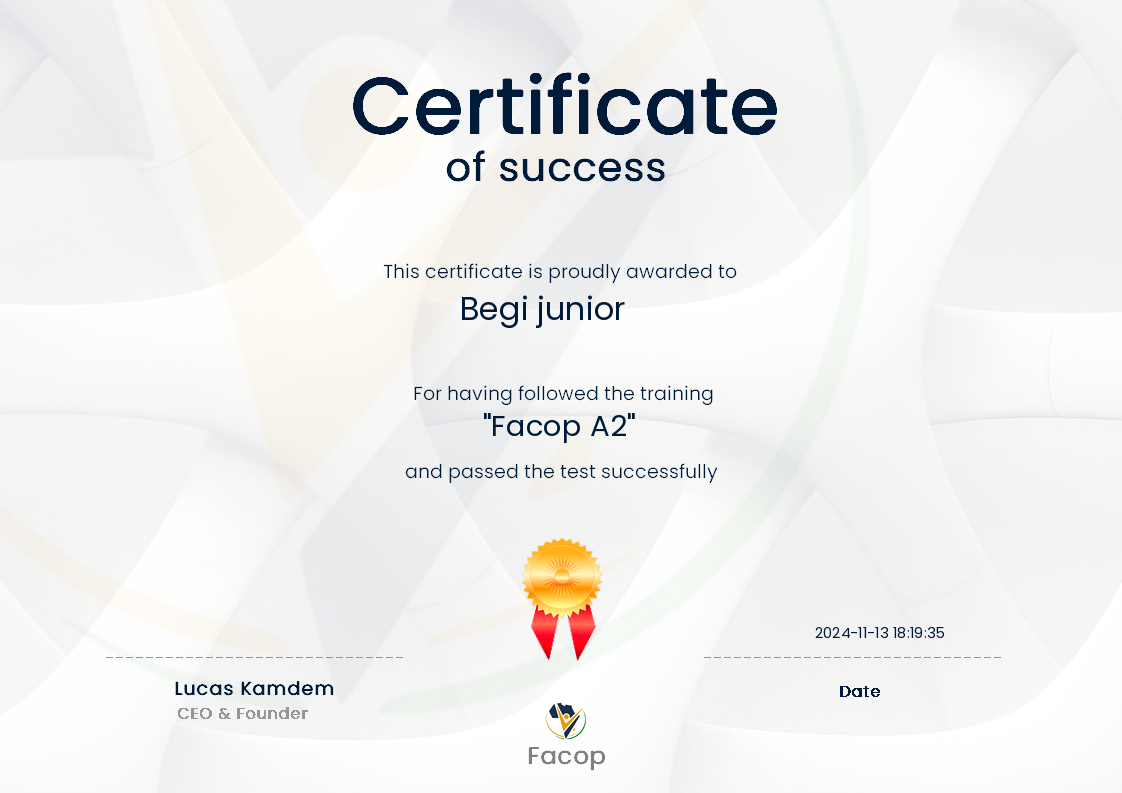 Certificate
of success
This certificate is proudly awarded to
Begi junior
For having followed the training
"Facop A2"
and passed the test successfully
2024-11-13 18:19:35
Lucas Kamdem
CEO & Founder
Date
Facop